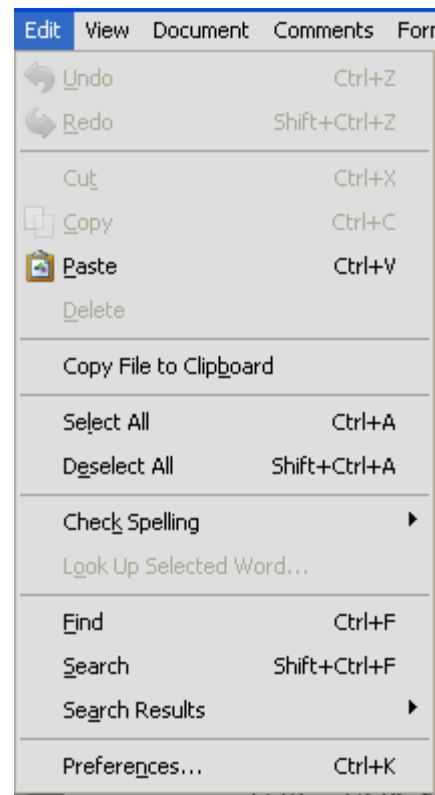 Edit View Document Comments Forr
Undo Ctrl+Z
Redo Shift+Ctrl+Z
Cut Ctrl+X
Copy Ctrl+C
Paste Ctrl+V
Delete
Copy File to Clipboard
Select All Ctrl+A
Deselect All Shift+Ctrl+A
Check Spelling
Look Up Selected Word...
Find Ctrl+F
Search Shift+Ctrl+F
Search Results
Preferences... Ctrl+K